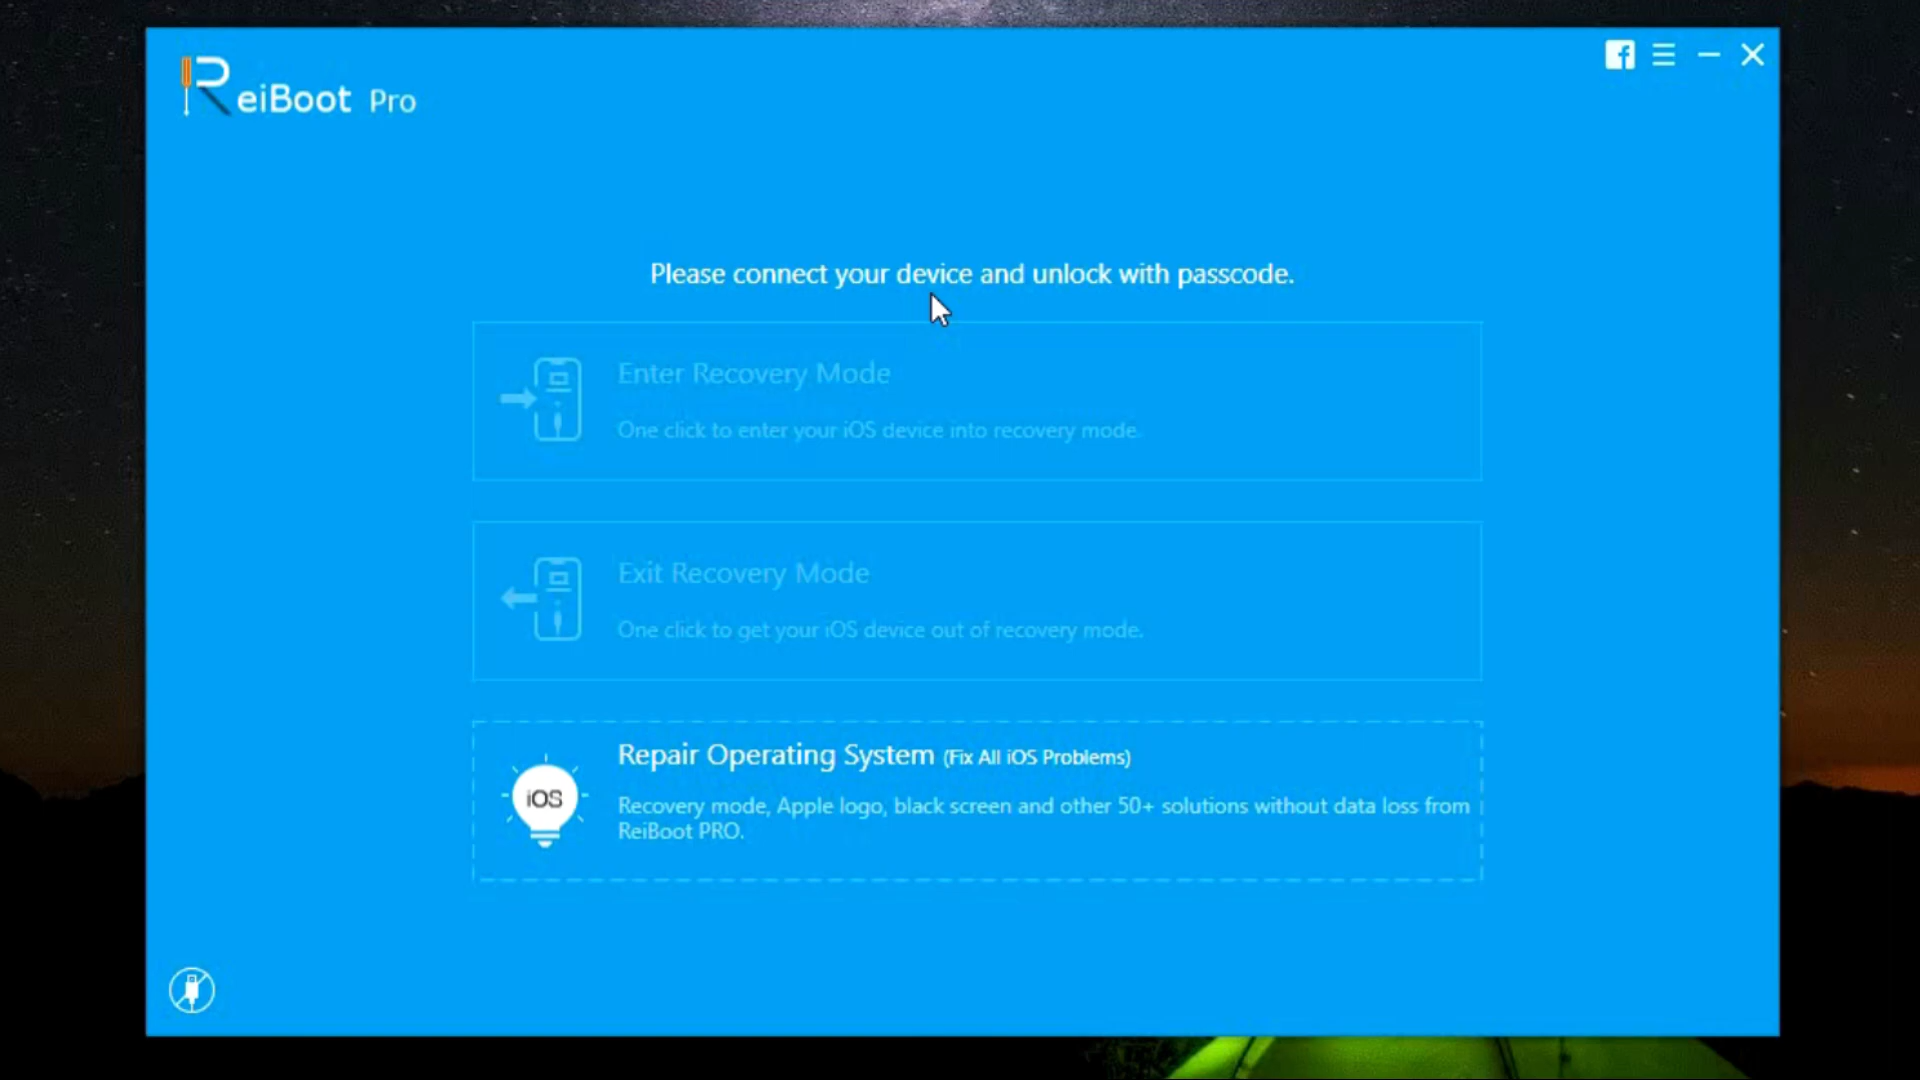 ReiBoot Pro
Please connect your device and unlock with passcode.
Enter Recovery Mode
One click to enter your iOS device into recovery mode.
Exit Recovery Mode
One click to get your iOS device out of recovery mode.
Repair Operating System (Fix All iOS Problems)
iOS
Recovery mode, Apple logo, black screen and other 50+ solutions without data loss from
ReiBoot PRO.